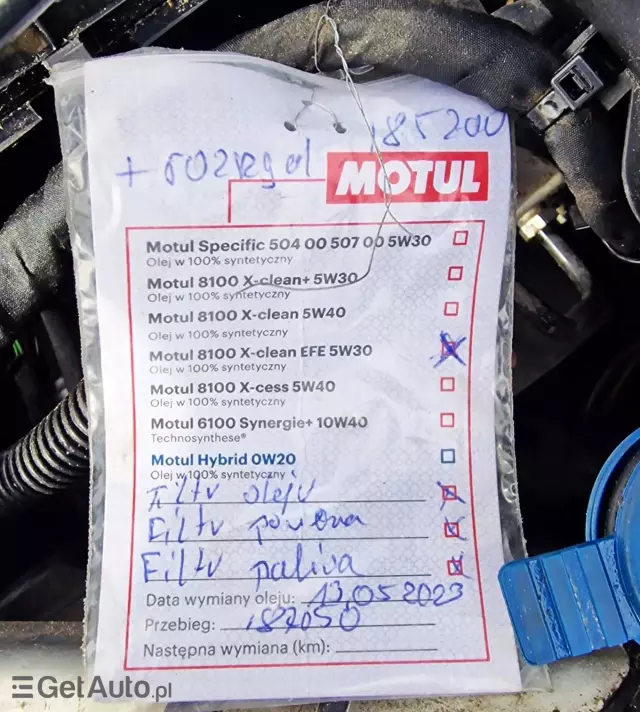 185200
+ rozrząd
MOTUL
Motul Specific 504 00 507 00 5W30
Olej w 100% syntetyczny
Motul 8100 X-clean+ 5W30
Olej w 100% syntetyczny
Motul 8100 X-clean 5W40
Olej w 100% syntetyczny
Motul 8100 X-clean EFE 5W30
Olej w 100% syntetyczny
Motul 8100 X-cess 5W40
Olej w 100% syntetyczny
Motul 6100 Synergie+ 10W40
Technosynthese®
Motul Hybrid 0W20
Olej w 100% syntetyczny
Filtr oleju
Filtr
Filtr paliwa
Data wymiany oleju: 13.05.2023
Przebieg: 187050
Następna wymiana (km):
GetAuto.pl